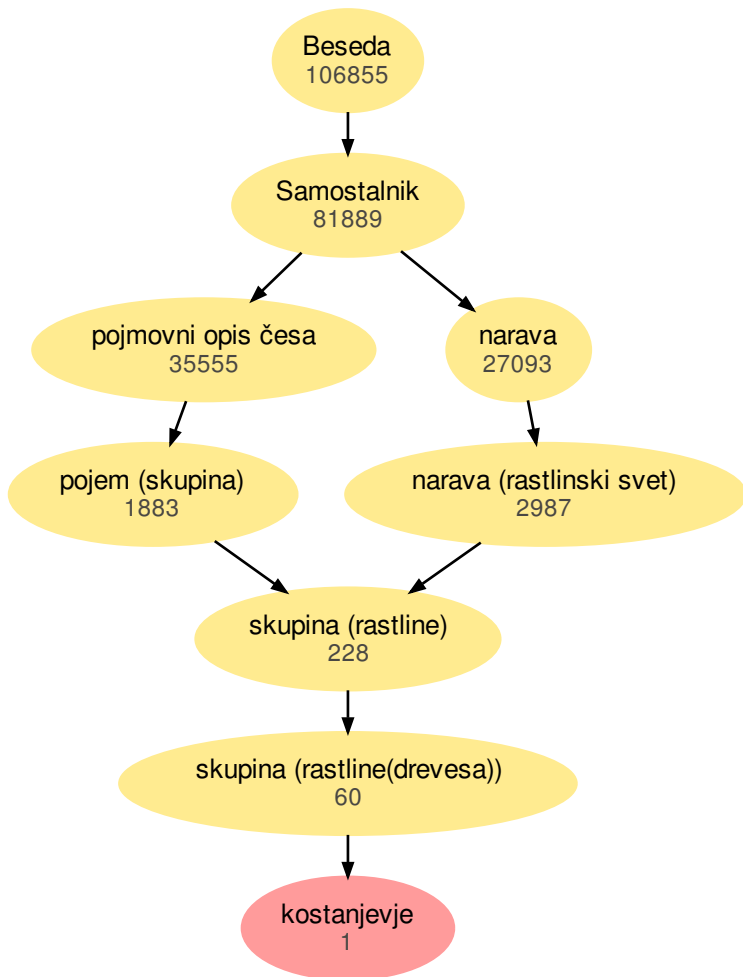 Beseda
106855
Samostalnik
81889
pojmovni opis česa
35555
narava
27093
pojem (skupina)
1883
narava (rastlinski svet)
2987
skupina (rastline)
228
skupina (rastline(drevesa))
60
kostanjevje
1